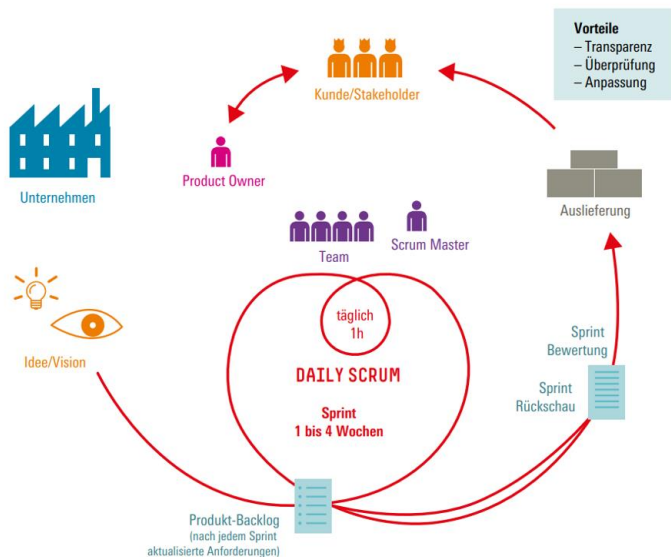 Vorteile
– Transparenz
– Überprüfung
– Anpassung
Kunde/Stakeholder
Unternehmen
Product Owner
Auslieferung
Team
Scrum Master
Idee/Vision
täglich
1h
DAILY SCRUM
Sprint
1 bis 4 Wochen
Sprint
Bewertung
Sprint
Rückschau
Produkt-Backlog
(nach jedem Sprint
aktualisierte Anforderungen)